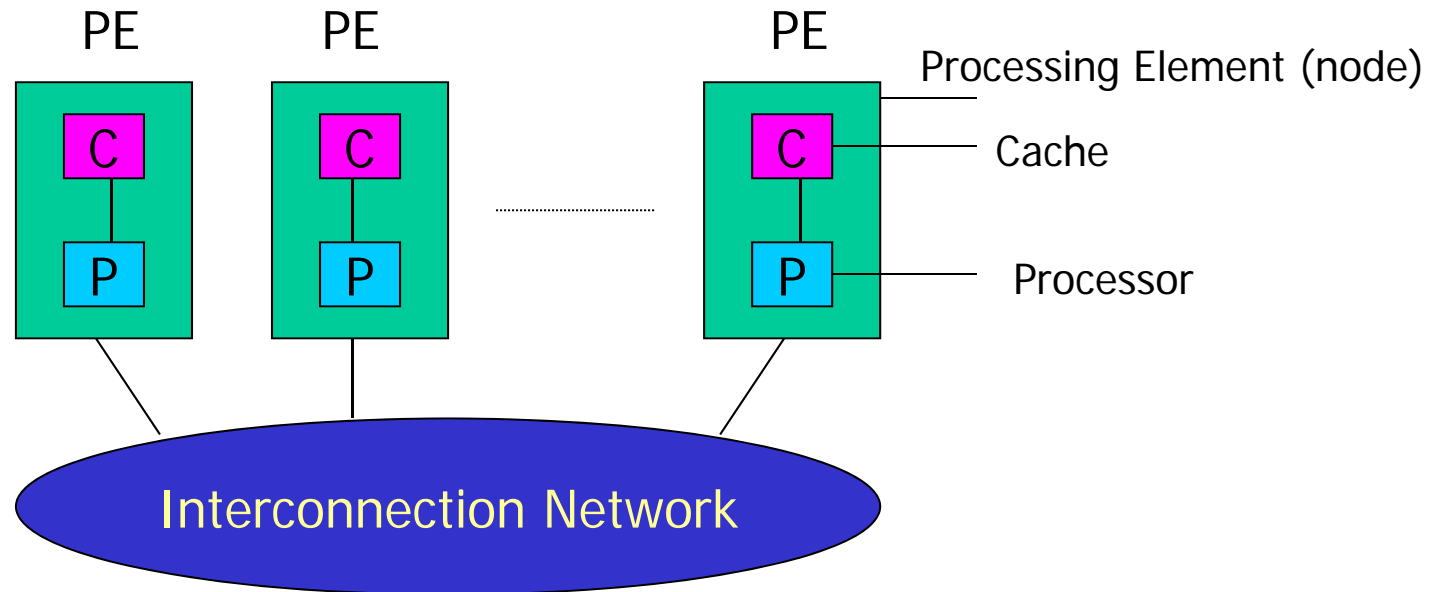 PE
PE
PE
Processing Element (node)
C
C
C
Cache
P
P
P
Processor
Interconnection Network